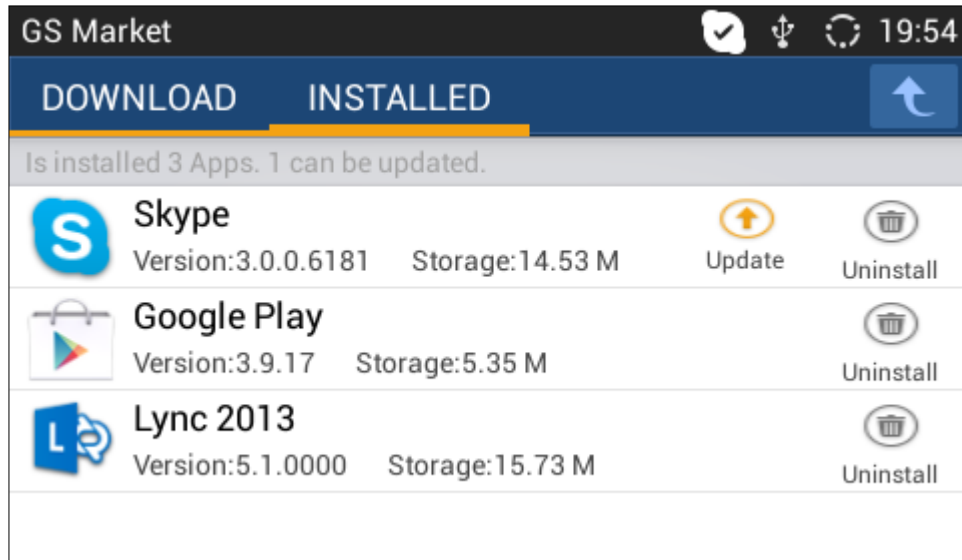 GS Market 19:54
DOWNLOAD INSTALLED
Is installed 3 Apps. 1 can be updated.
Skype
Version:3.0.0.6181 Storage:14.53 M Update Uninstall
Google Play
Version:3.9.17 Storage:5.35 M Uninstall
Lync 2013
Version:5.1.0000 Storage:15.73 M Uninstall